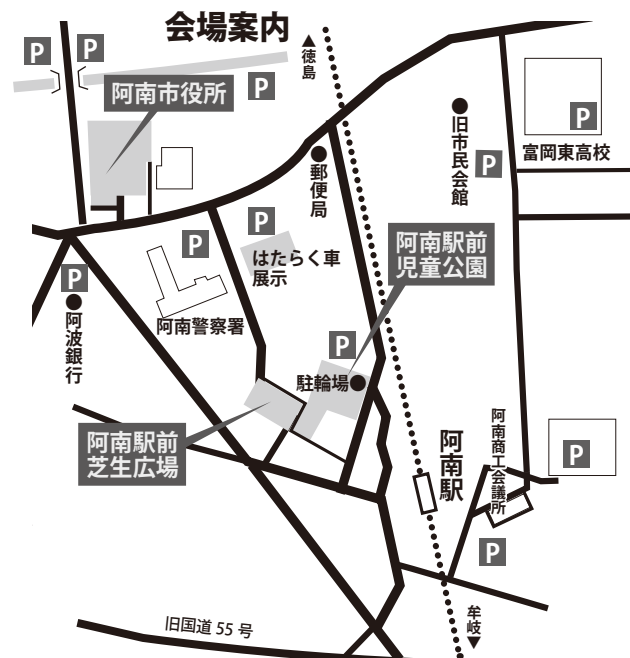 会場案内
▲徳島
P
P
P
阿南市役所
郵便局
旧市民会館
P
富岡東高校
P
P
P
はたらく車
展示
阿南駅前
児童公園
P
阿波銀行
阿南警察署
P
駐輪場
阿南駅前
芝生広場
阿南駅
阿南商工会議所
P
P
旧国道 55 号
牟岐▼